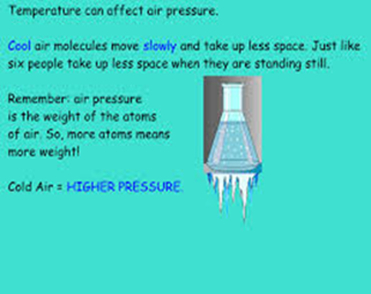 Temperature can affect air pressure.
Cool air molecules move slowly and take up less space. Just like
six people take up less space when they are standing still.
Remember: air pressure
is the weight of the atoms
of air. So, more atoms means
more weight!
Cold Air = HIGHER PRESSURE.